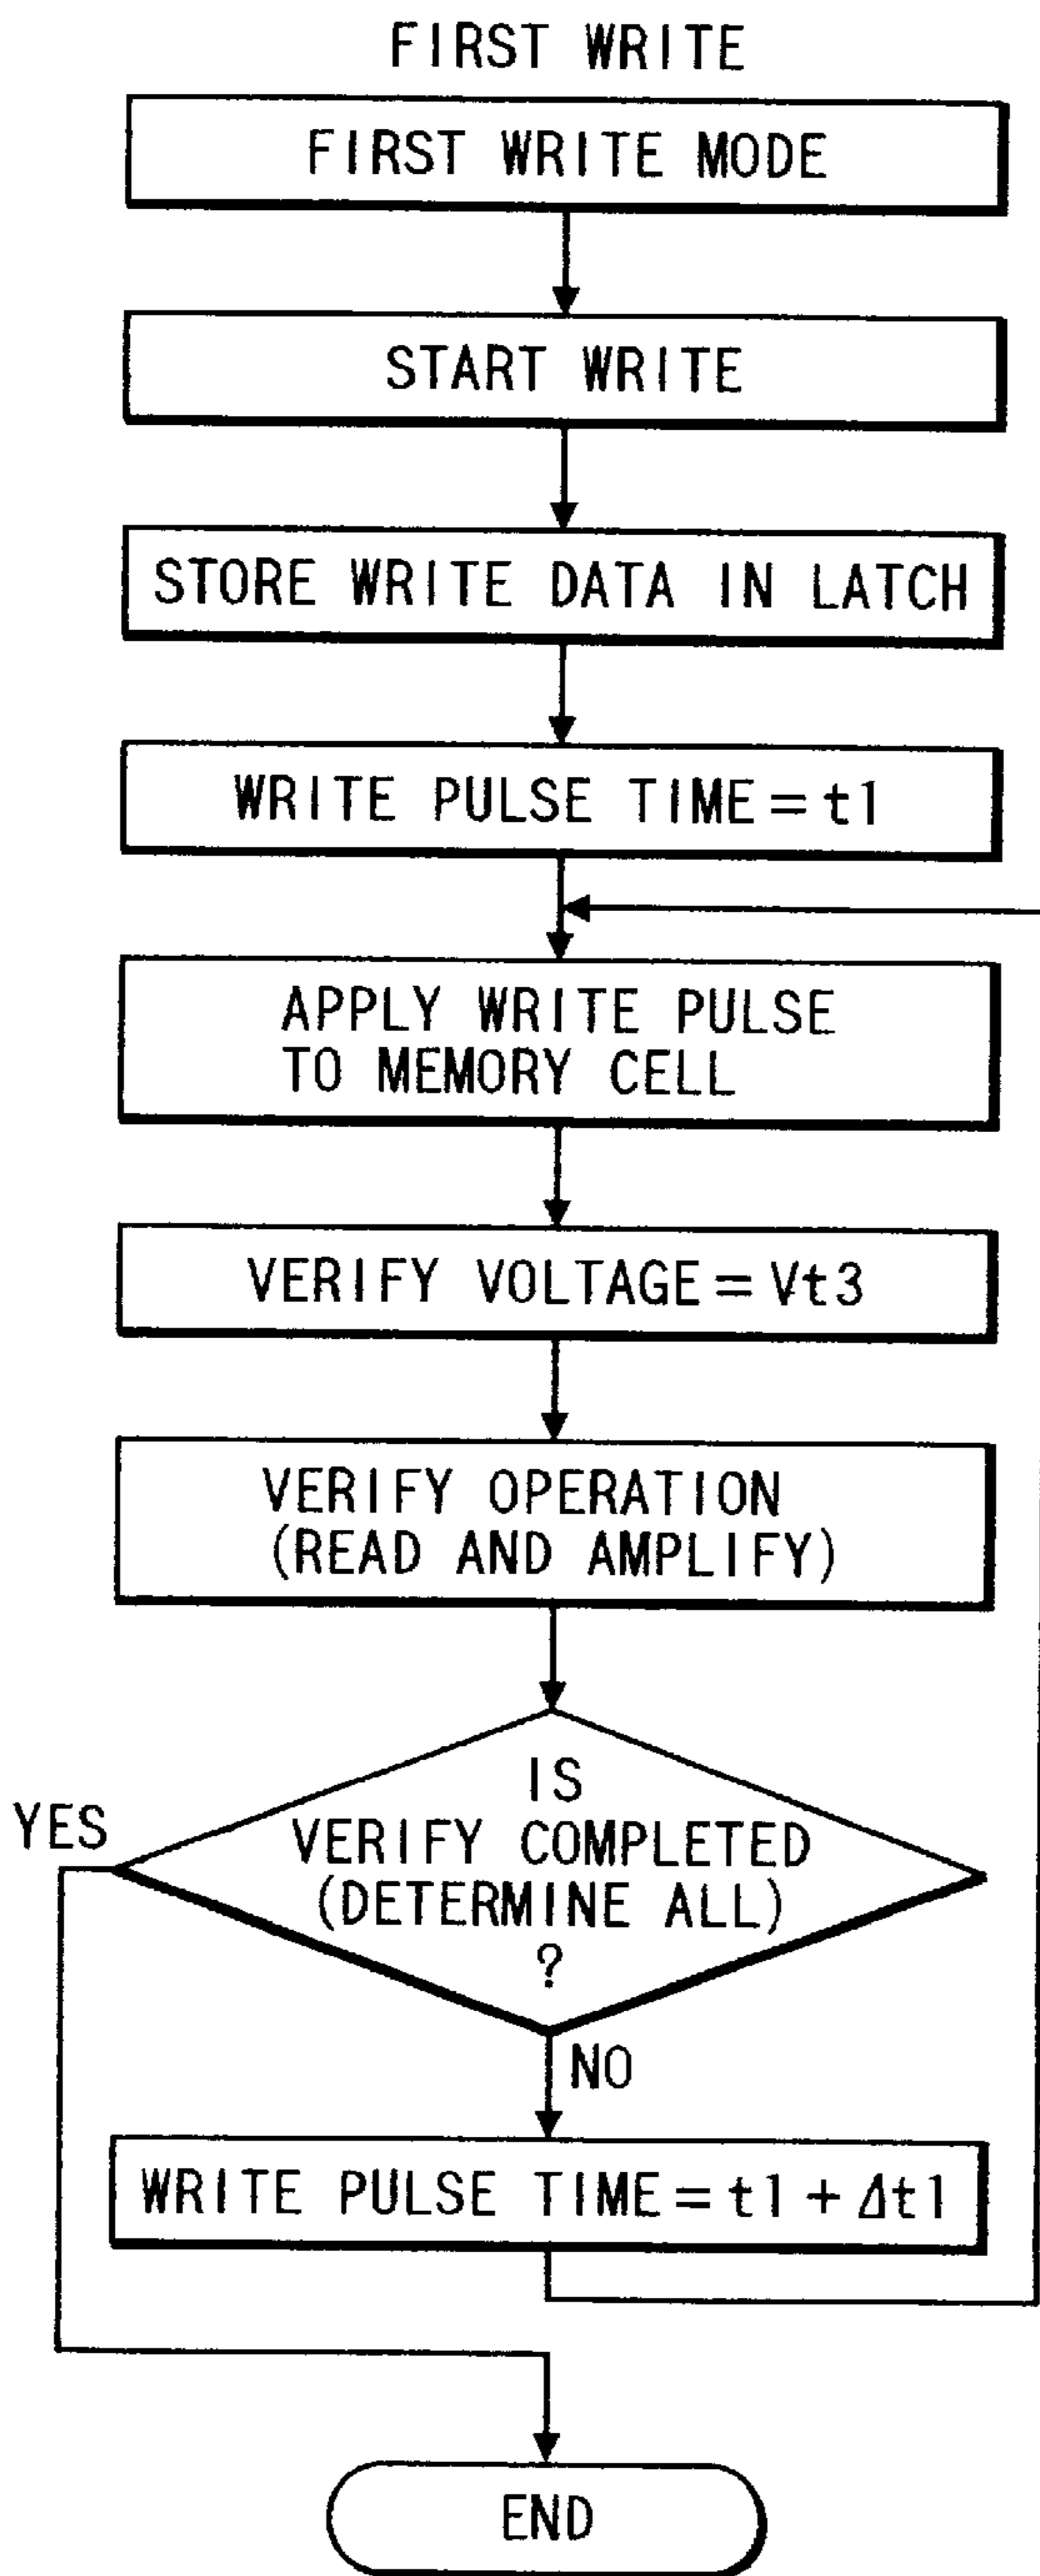 FIRST WRITE
FIRST WRITE MODE
START WRITE
STORE WRITE DATA IN LATCH
WRITE PULSE TIME = t1
APPLY WRITE PULSE
TO MEMORY CELL
VERIFY VOLTAGE = Vt3
VERIFY OPERATION
(READ AND AMPLIFY)
IS
YES
VERIFY COMPLETED
(DETERMINE ALL)
?
NO
WRITE PULSE TIME = t1 + Δt1
END